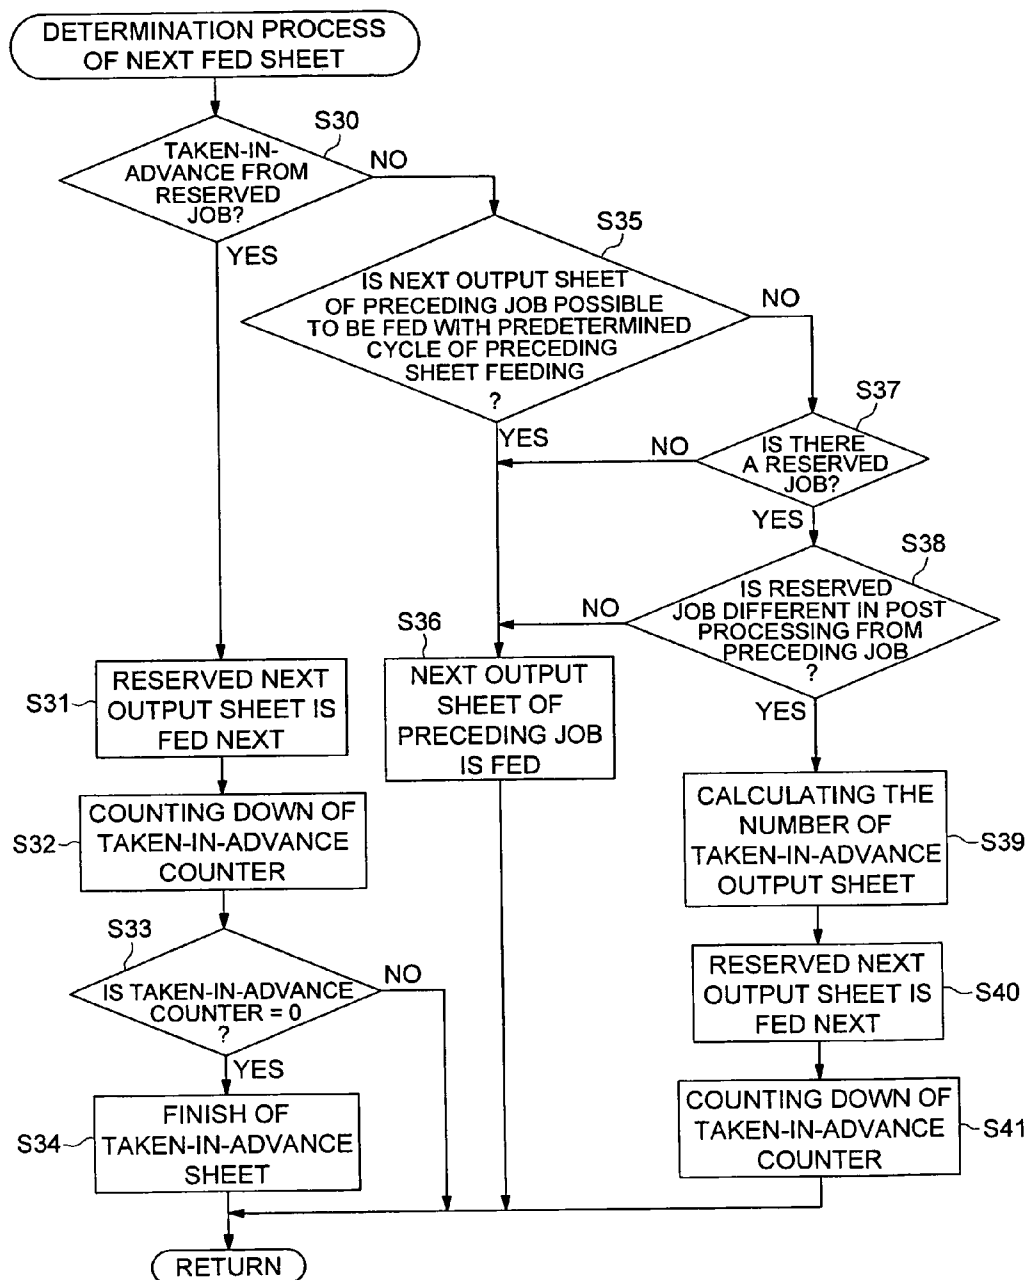 DETERMINATION PROCESS
OF NEXT FED SHEET
S30
TAKEN-IN-
ADVANCE FROM
RESERVED
JOB?
NO
YES
S35
IS NEXT OUTPUT SHEET
OF PRECEDING JOB POSSIBLE
TO BE FED WITH PREDETERMINED
CYCLE OF PRECEDING
SHEET FEEDING
?
NO
YES
S37
IS THERE
A RESERVED
JOB?
NO
YES
S38
IS RESERVED
JOB DIFFERENT IN POST
PROCESSING FROM
PRECEDING JOB
?
NO
YES
S36
NEXT OUTPUT
SHEET OF
PRECEDING JOB
IS FED
S31
RESERVED NEXT
OUTPUT SHEET IS
FED NEXT
S32
COUNTING DOWN OF
TAKEN-IN-ADVANCE
COUNTER
S33
IS TAKEN-IN-ADVANCE
COUNTER = 0
?
NO
YES
S34
FINISH OF
TAKEN-IN-ADVANCE
SHEET
CALCULATING THE
NUMBER OF
TAKEN-IN-ADVANCE
OUTPUT SHEET
S39
RESERVED NEXT
OUTPUT SHEET IS
FED NEXT
S40
COUNTING DOWN OF
TAKEN-IN-ADVANCE
COUNTER
S41
RETURN